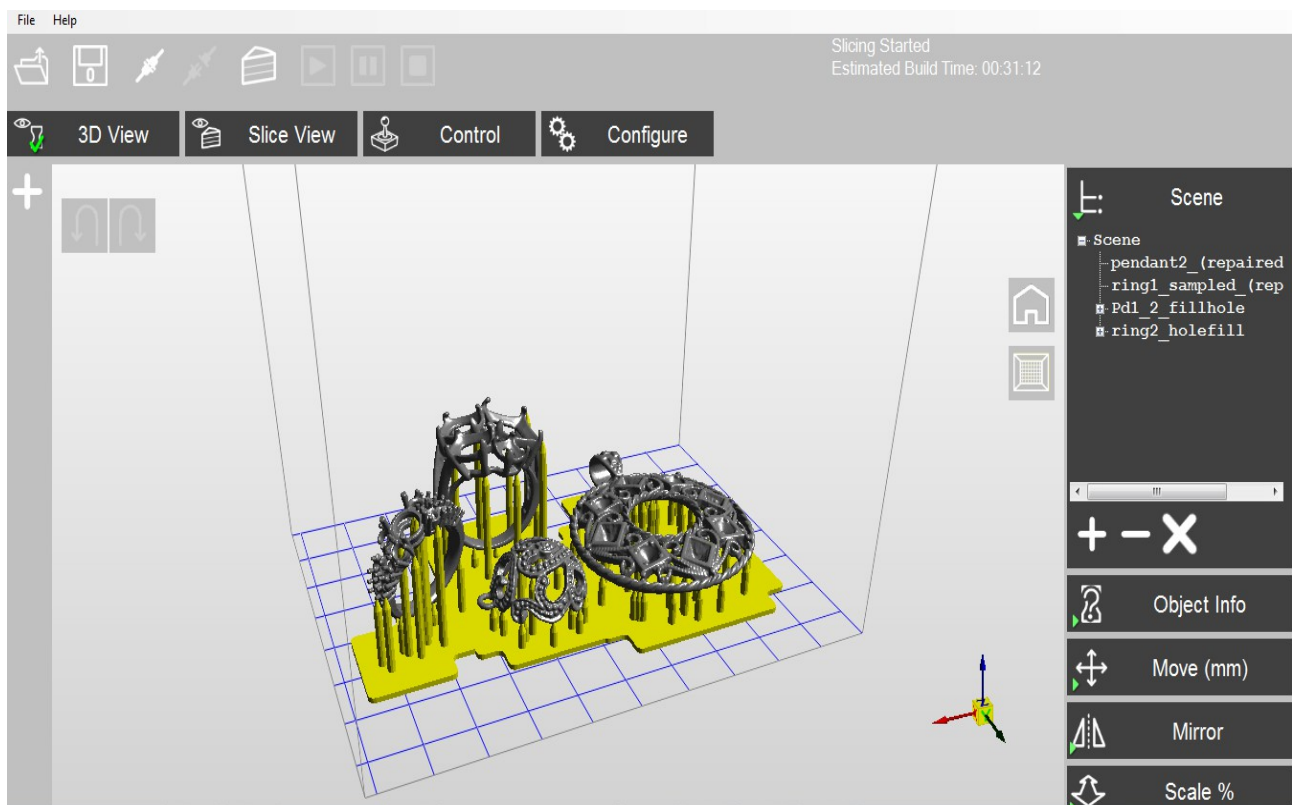 File Help
Slicing Started
Estimated Build Time: 00:31:12
3D View Slice View Control Configure
Scene
Scene
pendant2_(repaired
ring1_sampled_(rep
Pd1_2_fillhole
ring2_holefill
Object Info
Move (mm)
Mirror
Scale %
Z